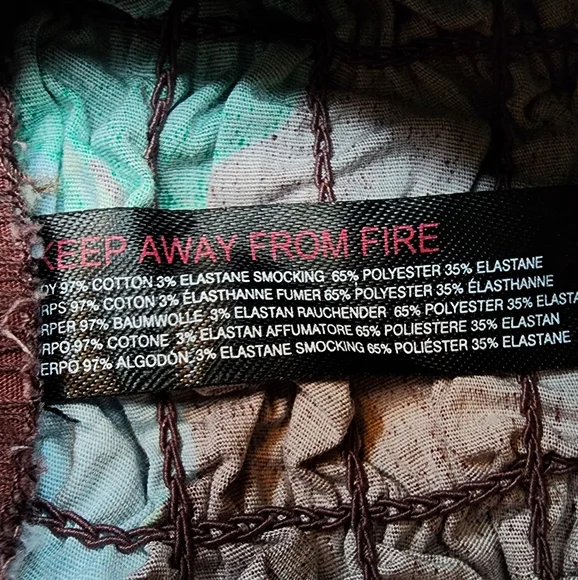 KEEP AWAY FROM FIRE
DY 97% COTTON 3% ELASTANE SMOCKING 65% POLYESTER 35% ELASTANE
RPS 97% COTON 3% ÉLASTHANNE FUMER 65% POLYESTER 35% ÉLASTHANNE
RPER 97% BAUMWOLLE 3% ELASTAN RAUCHENDER 65% POLYESTER 35% ELASTA
RPO 97% COTONE 3% ELASTAN AFFUMATORE 65% POLIESTERE 35% ELASTAN
ERPO 97% ALGODÓN 3% ELASTANE SMOCKING 65% POLIÉSTER 35% ELASTANE